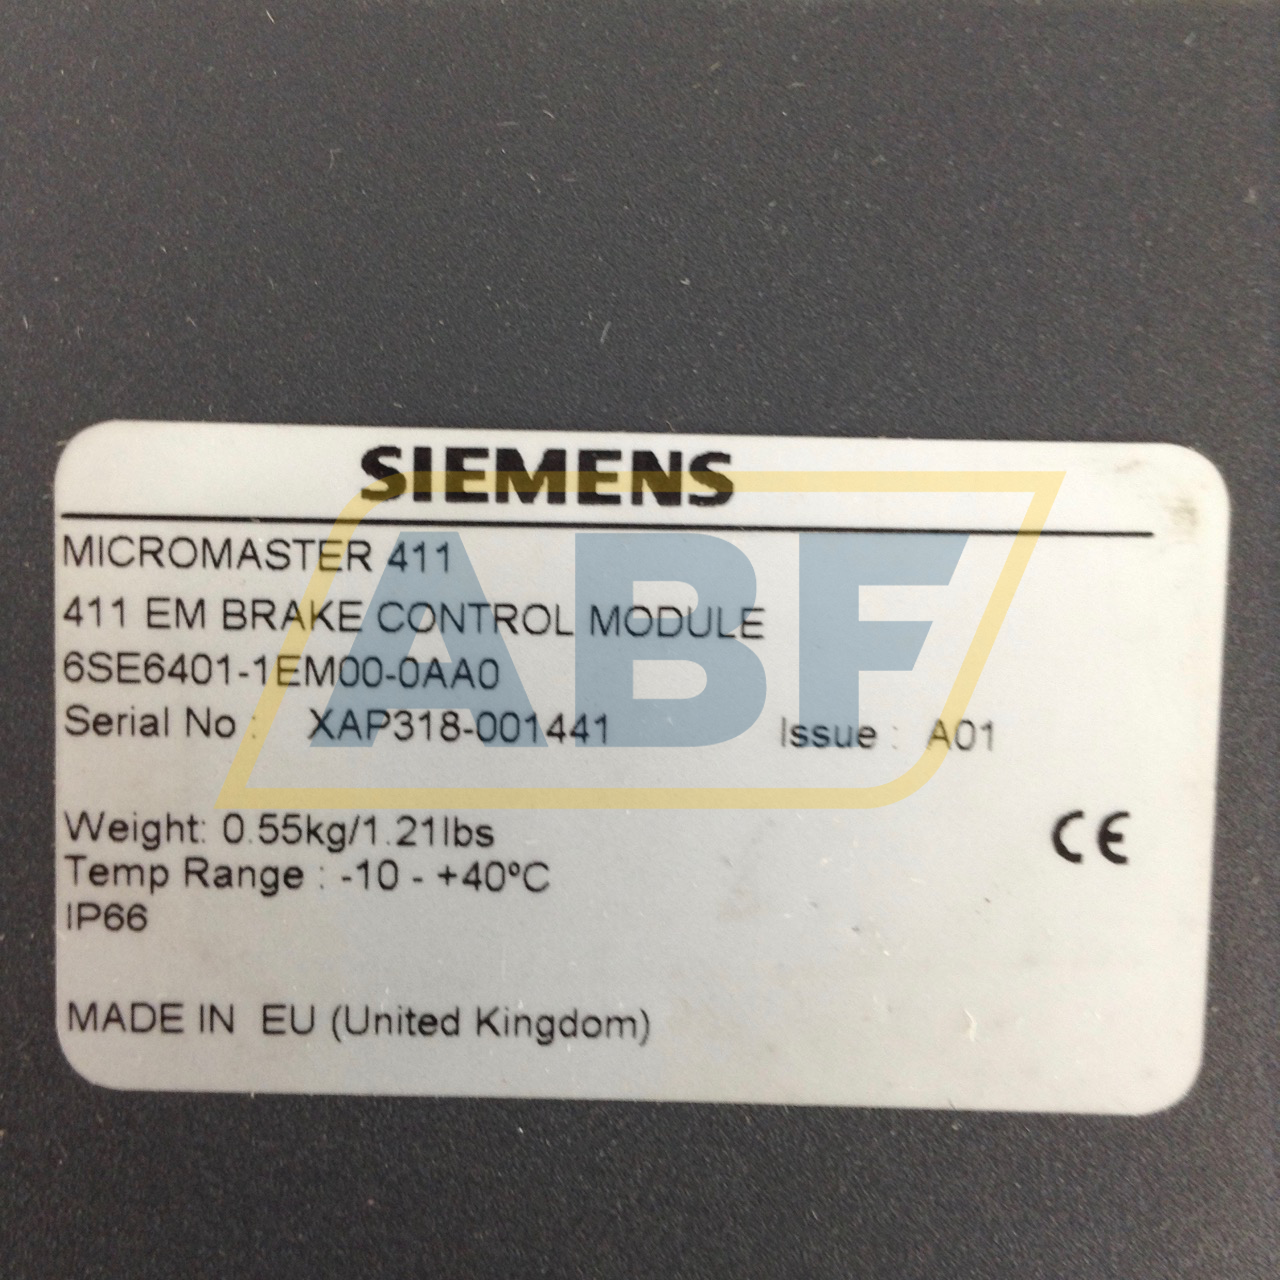 SIEMENS
MICROMASTER 411
411 EM BRAKE CONTROL MODULE
6SE6401-1EM00-0AA0
Serial No : XAP318-001441 Issue : A01
ABF
Weight: 0.55kg/1.21lbs
CE
Temp Range : -10 - +40ºC
IP66
MADE IN EU (United Kingdom)